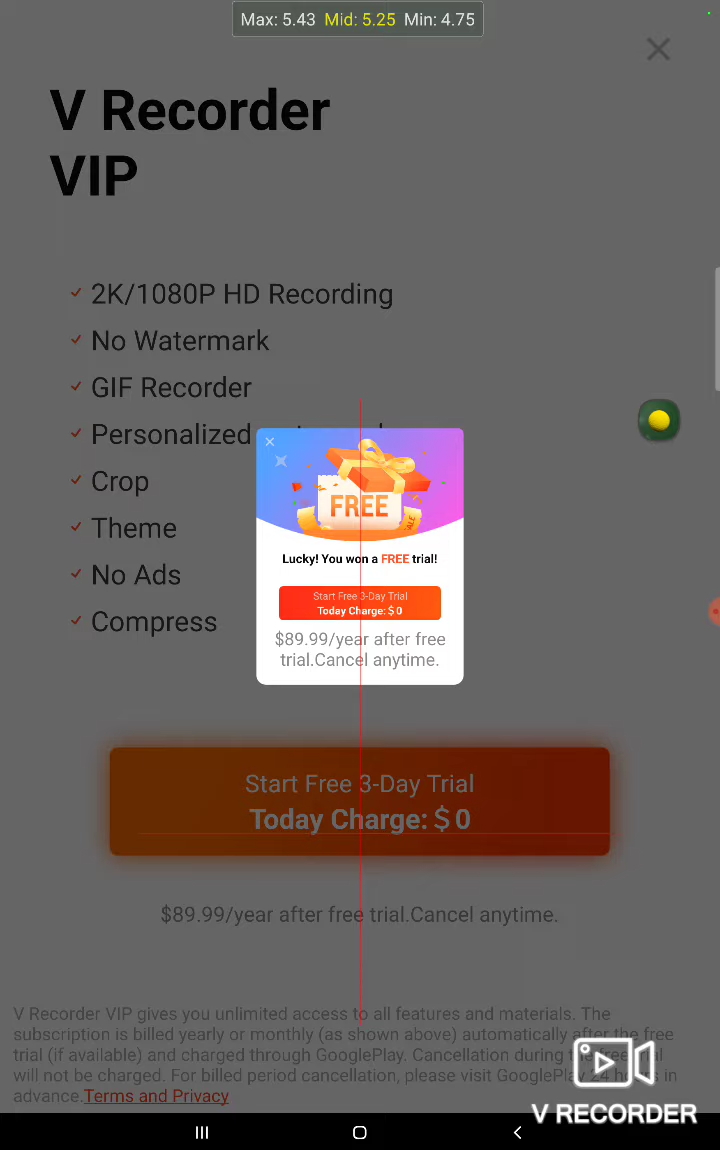 Max: 5.43 Mid: 5.25 Min: 4.75
V Recorder
VIP
2K/1080P HD Recording
No Watermark
GIF Recorder
Personalized
Crop
Theme
No Ads
Compress
FREE
SALE
Lucky! You won a FREE trial!
Start Free 3-Day Trial
Today Charge: $ 0
$89.99/year after free
trial.Cancel anytime.
Start Free 3-Day Trial
Today Charge: $ 0
$89.99/year after free trial.Cancel anytime.
V Recorder VIP gives you unlimited access to all features and materials. The
subscription is billed yearly or monthly (as shown above) automatically after the free
trial (if available) and charged through GooglePlay. Cancellation during the free trial
will not be charged. For billed period cancellation, please visit GooglePlay 24 hours in
advance.Terms and Privacy
V RECORDER